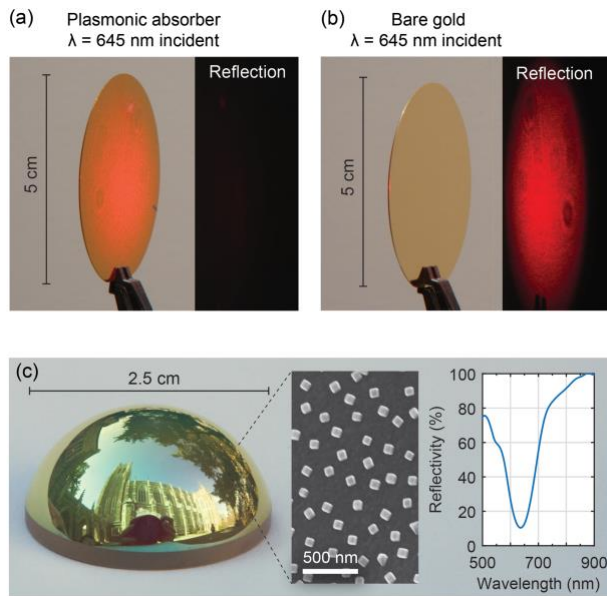 (a)
Plasmonic absorber
λ = 645 nm incident
Reflection
5 cm
(b)
Bare gold
λ = 645 nm incident
Reflection
5 cm
(c)
2.5 cm
500 nm
100
80
60
40
20
0
Reflectivity (%)
500 700 900
Wavelength (nm)